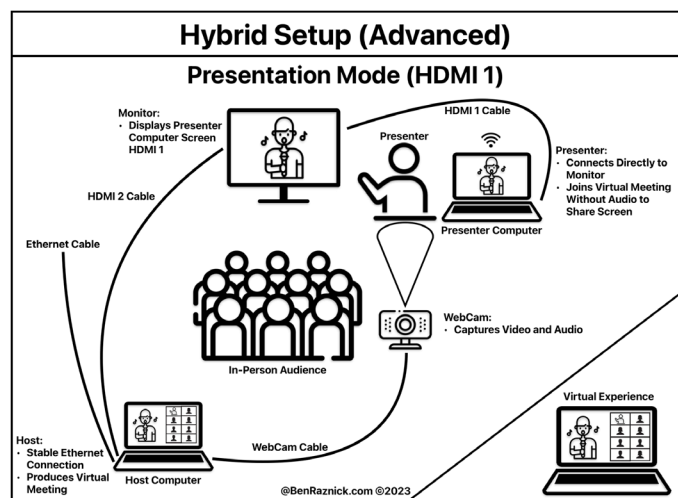 Hybrid Setup (Advanced)
Presentation Mode (HDMI 1)
Monitor:
· Displays Presenter
Computer Screen
HDMI 1
HDMI 1 Cable
Presenter
Presenter:
· Connects Directly to
Monitor
· Joins Virtual Meeting
Without Audio to
Share Screen
HDMI 2 Cable
Presenter Computer
Ethernet Cable
WebCam:
· Captures Video and Audio
In-Person Audience
Virtual Experience
Host:
· Stable Ethernet
Connection
· Produces Virtual
Meeting
WebCam Cable
Host Computer
@BenRaznick.com ©2023